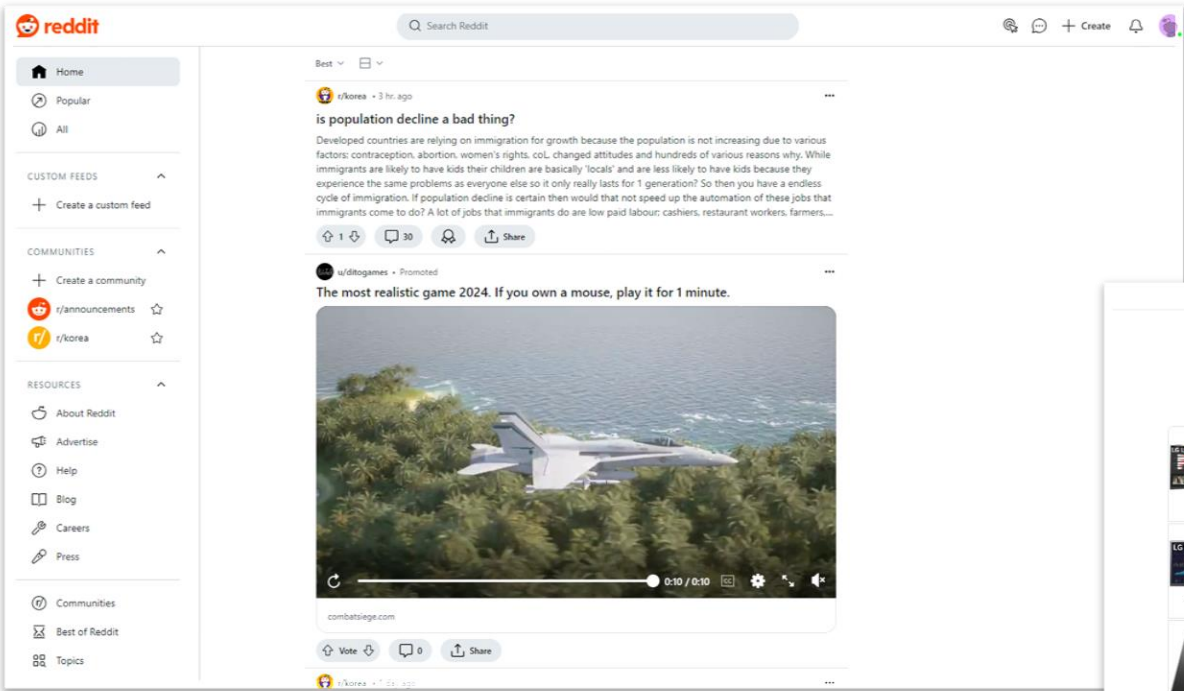 reddit
Search Reddit
Create
Home
Popular
All
CUSTOM FEEDS
Create a custom feed
COMMUNITIES
Create a community
r/announcements
r/korea
RESOURCES
About Reddit
Advertise
Help
Blog
Careers
Press
Communities
Best of Reddit
Topics
Best
r/korea • 3 hr. ago
is population decline a bad thing?
Developed countries are relying on immigration for growth because the population is not increasing due to various
factors: contraception, abortion, women's rights, coL, changed attitudes and hundreds of various reasons why. While
immigrants are likely to have kids their children are basically 'locals' and are less likely to have kids because they
experience the same problems as everyone else so it only really lasts for 1 generation? So then you have a endless
cycle of immigration. If population decline is certain then would that not speed up the automation of these jobs that
immigrants come to do? A lot of jobs that immigrants do are low paid labour: cashiers, restaurant workers, farmers,...
1
30
Share
u/ditogames • Promoted
The most realistic game 2024. If you own a mouse, play it for 1 minute.
0:10 / 0:10
CC
combatsiege.com
Vote
0
Share
r/korea
LG
LG